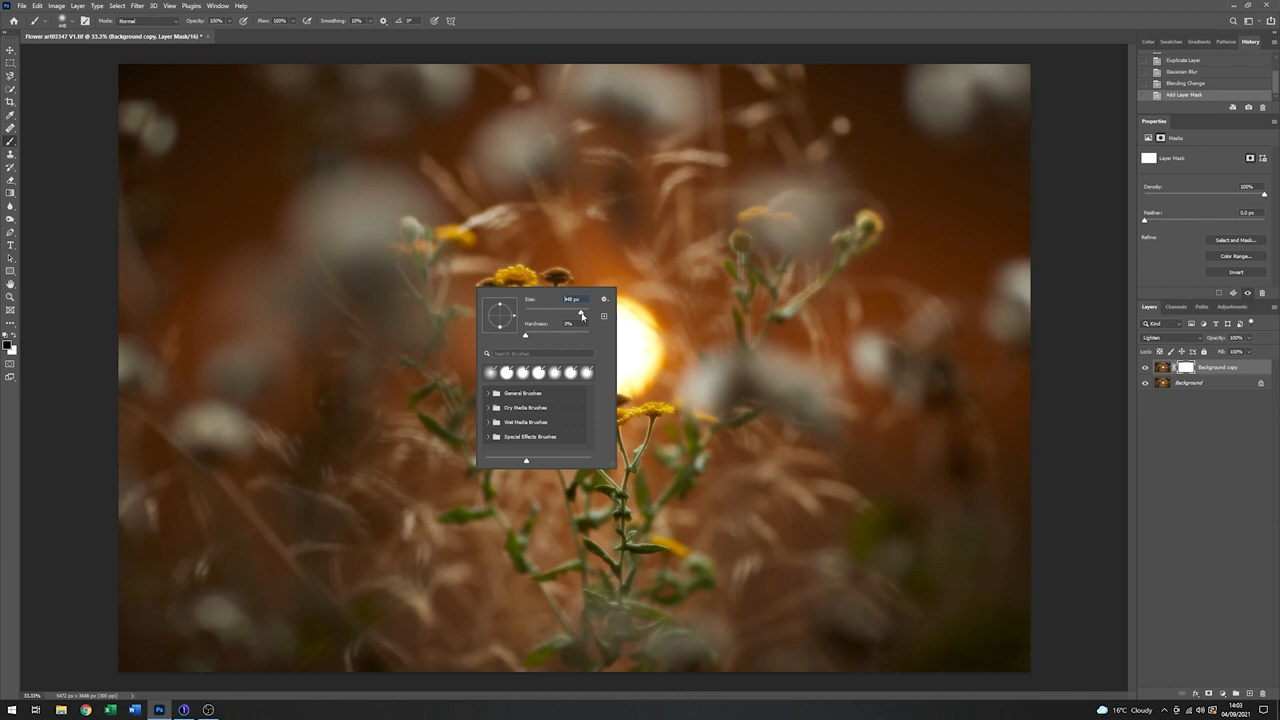 File Edit Image Layer Type Select Filter 3D View Plugins Window Help
Mode: Normal Opacity: 100% Flow: 100% Smoothing: 10% 0°
Flower art03347 V1.tif @ 33.3% (Background copy, Layer Mask/16) *
Color Swatches Gradients Patterns History
Duplicate Layer
Gaussian Blur
Blending Change
Add Layer Mask
Properties
Masks
Layer Mask
Density: 100%
Feather: 0.0 px
Refine: Select and Mask...
Color Range...
Invert
Size:
Hardness: 0%
Search Brushes
General Brushes
Dry Media Brushes
Wet Media Brushes
Special Effects Brushes
Layers Channels Paths Adjustments
Kind
Lighten Opacity: 100%
Lock: Fill: 100%
Background copy
Background
33.33% 5472 px x 3648 px (300 ppi)
16°C Cloudy
14:03
04/09/2021